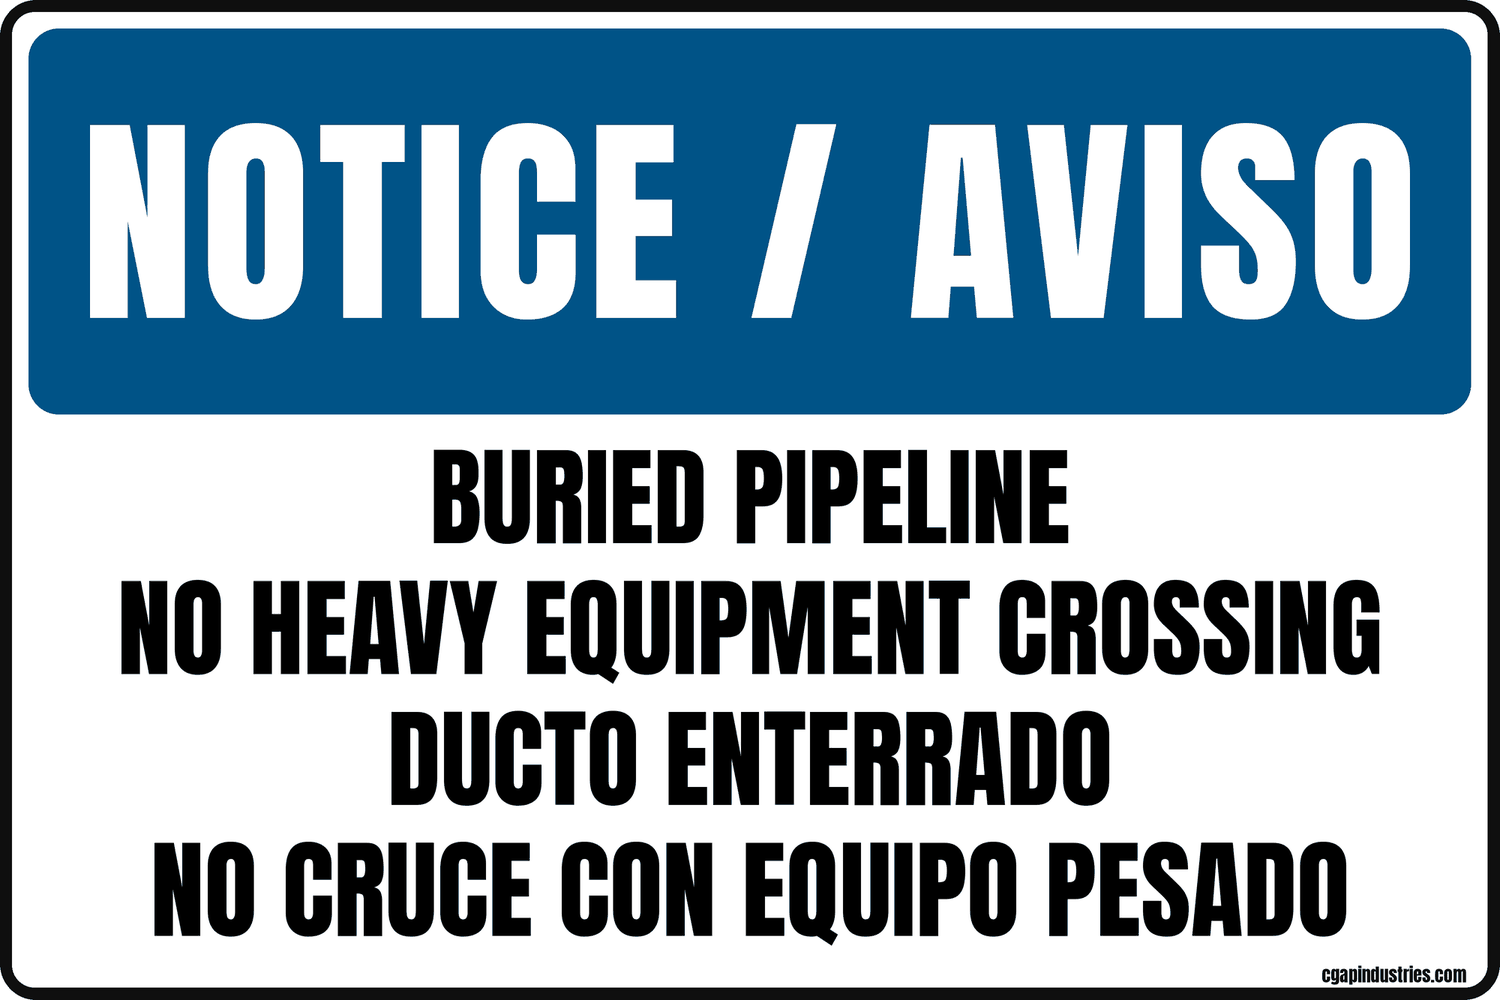 NOTICE / AVISO
BURIED PIPELINE
NO HEAVY EQUIPMENT CROSSING
DUCTO ENTERRADO
NO CRUCE CON EQUIPO PESADO
cgapindustries.com